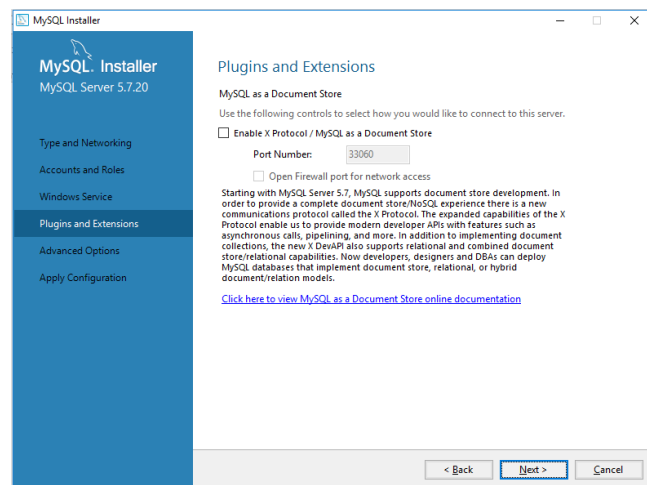 MySQL Installer
MySQL. Installer
MySQL Server 5.7.20
Type and Networking
Accounts and Roles
Windows Service
Plugins and Extensions
Advanced Options
Apply Configuration
Plugins and Extensions
MySQL as a Document Store
Use the following controls to select how you would like to connect to this server.
Enable X Protocol / MySQL as a Document Store
Port Number: 33060
Open Firewall port for network access
Starting with MySQL Server 5.7, MySQL supports document store development. In
order to provide a complete document store/NoSQL experience there is a new
communications protocol called the X Protocol. The expanded capabilities of the X
Protocol enable us to provide modern developer APIs with features such as
asynchronous calls, pipelining, and more. In addition to implementing document
collections, the new X DevAPI also supports relational and combined document
store/relational capabilities. Now developers, designers and DBAs can deploy
MySQL databases that implement document store, relational, or hybrid
document/relation models.
Click here to view MySQL as a Document Store online documentation
< Back
Next >
Cancel